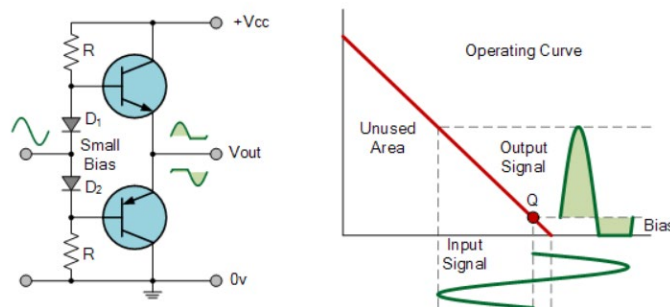 +Vcc
R
D1
Small
Bias
Vout
D2
R
0v
Operating Curve
Unused
Area
Output
Signal
Q
Bias
Input
Signal